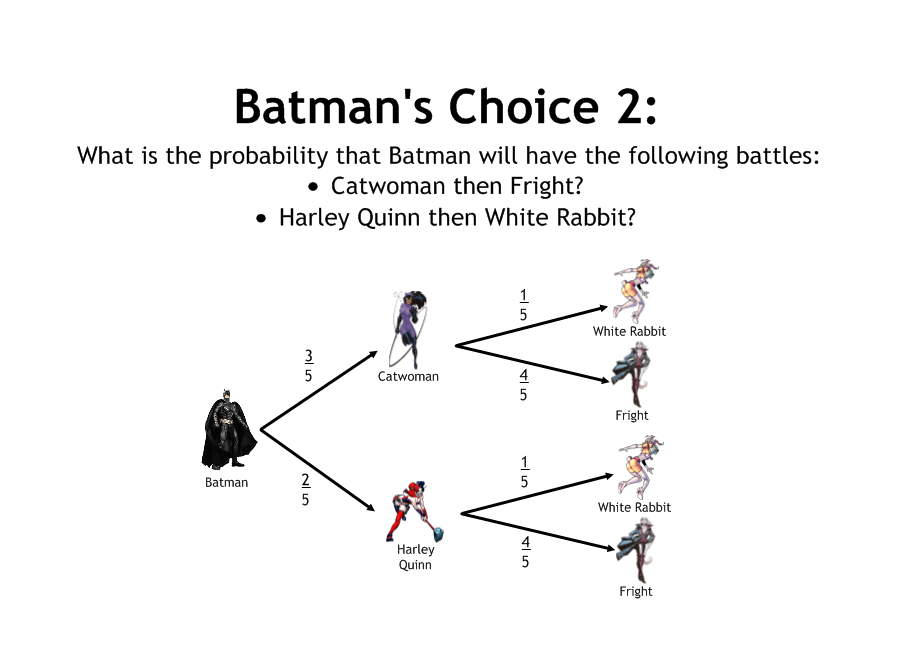 Batman's Choice 2:
What is the probability that Batman will have the following battles:
• Catwoman then Fright?
• Harley Quinn then White Rabbit?
1
5
White Rabbit
3
5
Catwoman
4
5
Fright
Batman
2
5
1
5
White Rabbit
Harley
Quinn
4
5
Fright